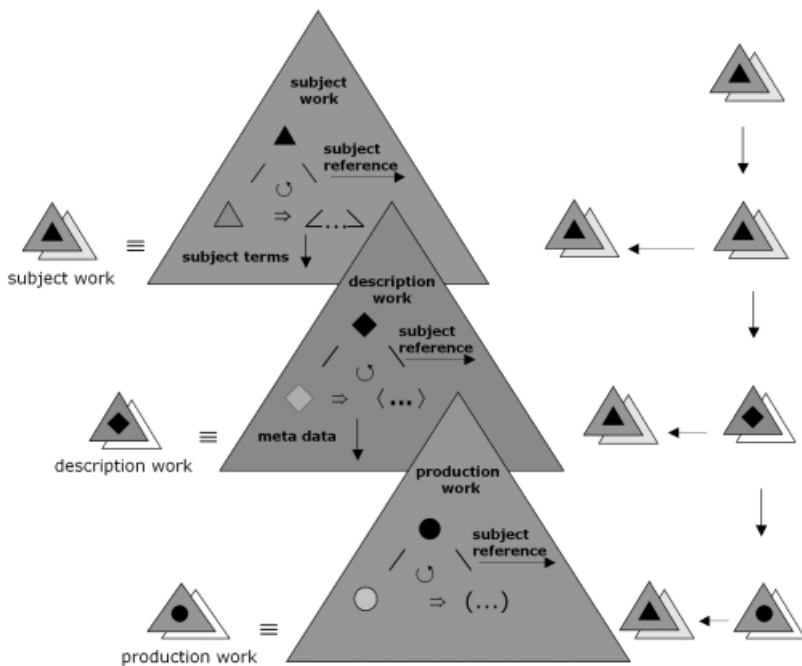 subject
work
subject
reference
⇒ <...>
subject terms
≡
subject work
description
work
subject
reference
⇒ ⟨...⟩
meta data
≡
description work
production
work
subject
reference
⇒ (...)
≡
production work